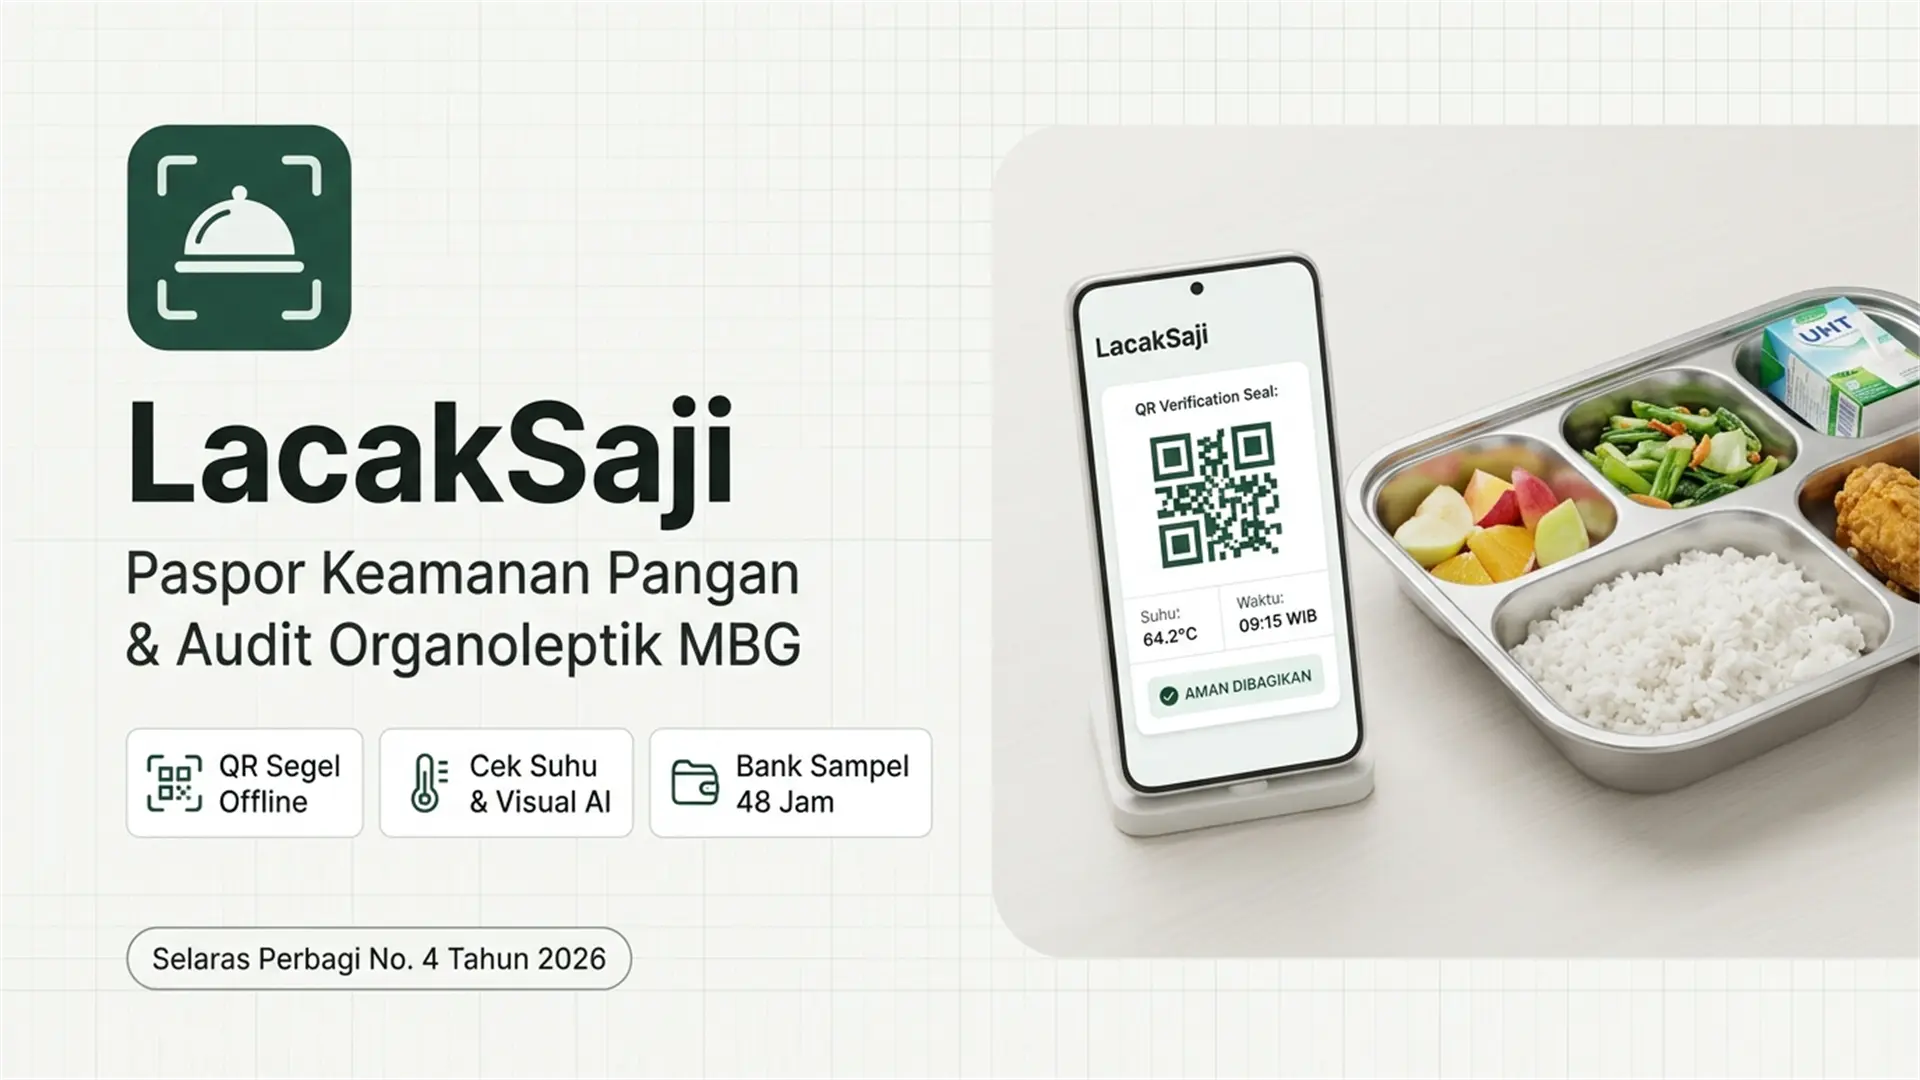 LacakSaji
Paspor Keamanan Pangan
& Audit Organoleptik MBG
QR Segel
Offline
Cek Suhu
& Visual AI
Bank Sampel
48 Jam
Selaras Perbagi No. 4 Tahun 2026
LacakSaji
QR Verification Seal:
Suhu:
64.2°C
Waktu:
09:15 WIB
AMAN DIBAGIKAN
UHT